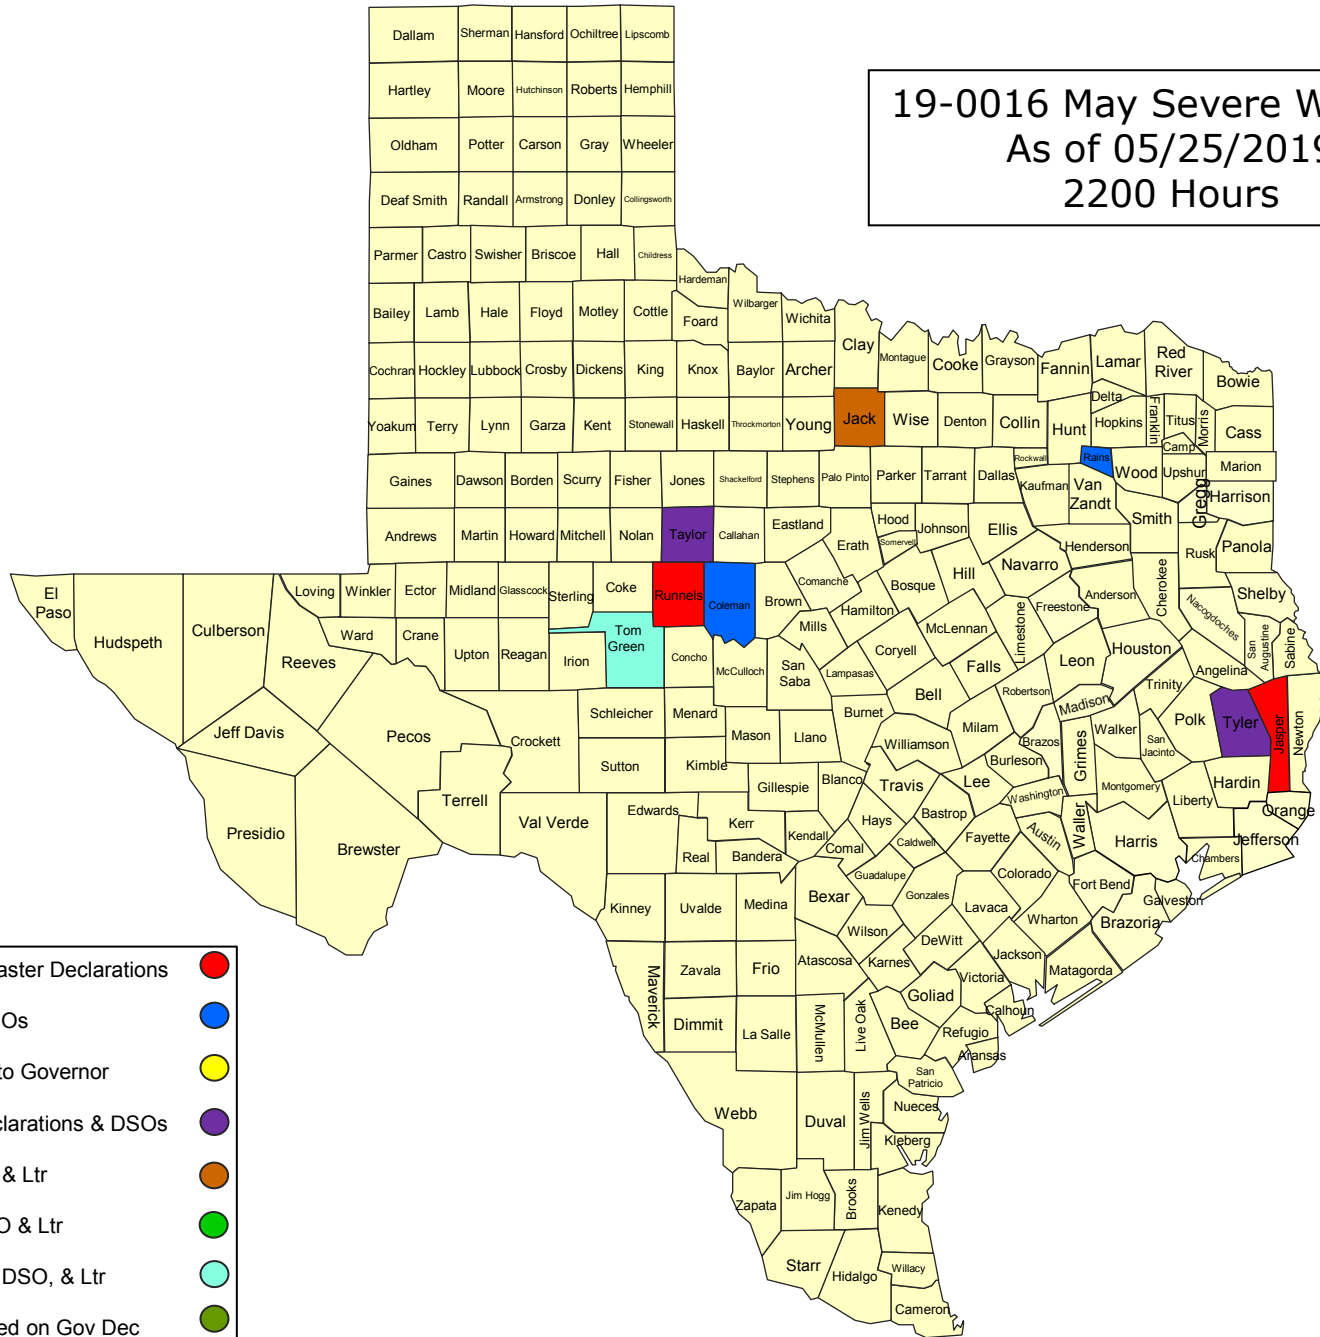 Dallam Sherman Hansford Ochiltree Lipscomb
Hartley Moore Hutchinson Roberts Hemphill
19-0016 May Severe W
As of 05/25/2019
2200 Hours
Oldham Potter Carson Gray Wheeler
Deaf Smith Randall Armstrong Donley Collingsworth
Parmer Castro Swisher Briscoe Hall Childress
Hardeman
Bailey Lamb Hale Floyd Motley Cottle Foard Wilbarger Wichita
Clay Montague Cooke Grayson Fannin Lamar Red
River
Bowie
Cochran Hockley Lubbock Crosby Dickens King Knox Baylor Archer
Delta
Yoakum Terry Lynn Garza Kent Stonewall Haskell Throckmorton Young Jack Wise Denton Collin Hunt Hopkins Franklin Titus Morris Cass
Camp
Rockwall Rains
Gaines Dawson Borden Scurry Fisher Jones Shackelford Stephens Palo Pinto Parker Tarrant Dallas Kaufman Van
Zandt
Wood Upshur Marion
Gregg Harrison
Andrews Martin Howard Mitchell Nolan Taylor Callahan Eastland Erath Hood Somervell Johnson Ellis Henderson Smith Rusk Panola
El
Paso
Hudspeth Culberson Loving Winkler Ector Midland Glasscock Sterling Coke Runnels Coleman Brown Comanche Hamilton Bosque Hill Navarro Freestone Anderson Cherokee Nacogdoches Shelby
Reeves Ward Crane Upton Reagan Irion Tom
Green
Concho McCulloch San
Saba
Mills Lampasas Coryell McLennan Limestone Falls Leon Houston Angelina San
Augustine
Sabine
Jeff Davis Pecos Crockett Schleicher Menard Mason Llano Burnet Bell Milam Robertson Madison Trinity Walker San
Jacinto
Polk Tyler Jasper Newton
Sutton Kimble Gillespie Blanco Williamson Travis Lee Burleson Brazos Grimes Washington Montgomery Liberty Hardin Orange
Presidio Brewster Terrell Val Verde Edwards Real Kerr Bandera Kendall Comal Hays Caldwell Bastrop Fayette Austin Waller Harris Chambers Jefferson
Kinney Uvalde Medina Bexar Guadalupe Gonzales Lavaca Colorado Fort Bend Galveston Brazoria Wharton
Maverick Zavala Frio Atascosa Wilson Karnes DeWitt Victoria Jackson Matagorda
Dimmit La Salle McMullen Live Oak Bee Goliad Refugio Calhoun Aransas
San
Patricio
Webb Duval Jim Wells Nueces
Kleberg
Zapata Jim Hogg Brooks Kenedy
Starr Hidalgo Willacy
Cameron
aster Declarations
Os
to Governor
clarations & DSOs
& Ltr
O & Ltr
DSO, & Ltr
ed on Gov Dec